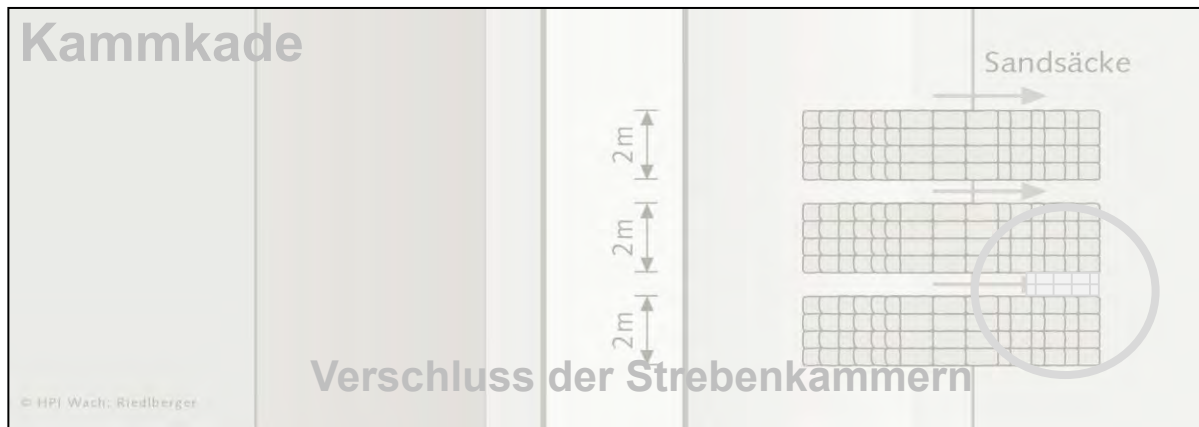 Kammkade
Sandsäcke
2m
2m
2m
Verschluss der Strebenkammern
© HPI Wach; Riedlberger